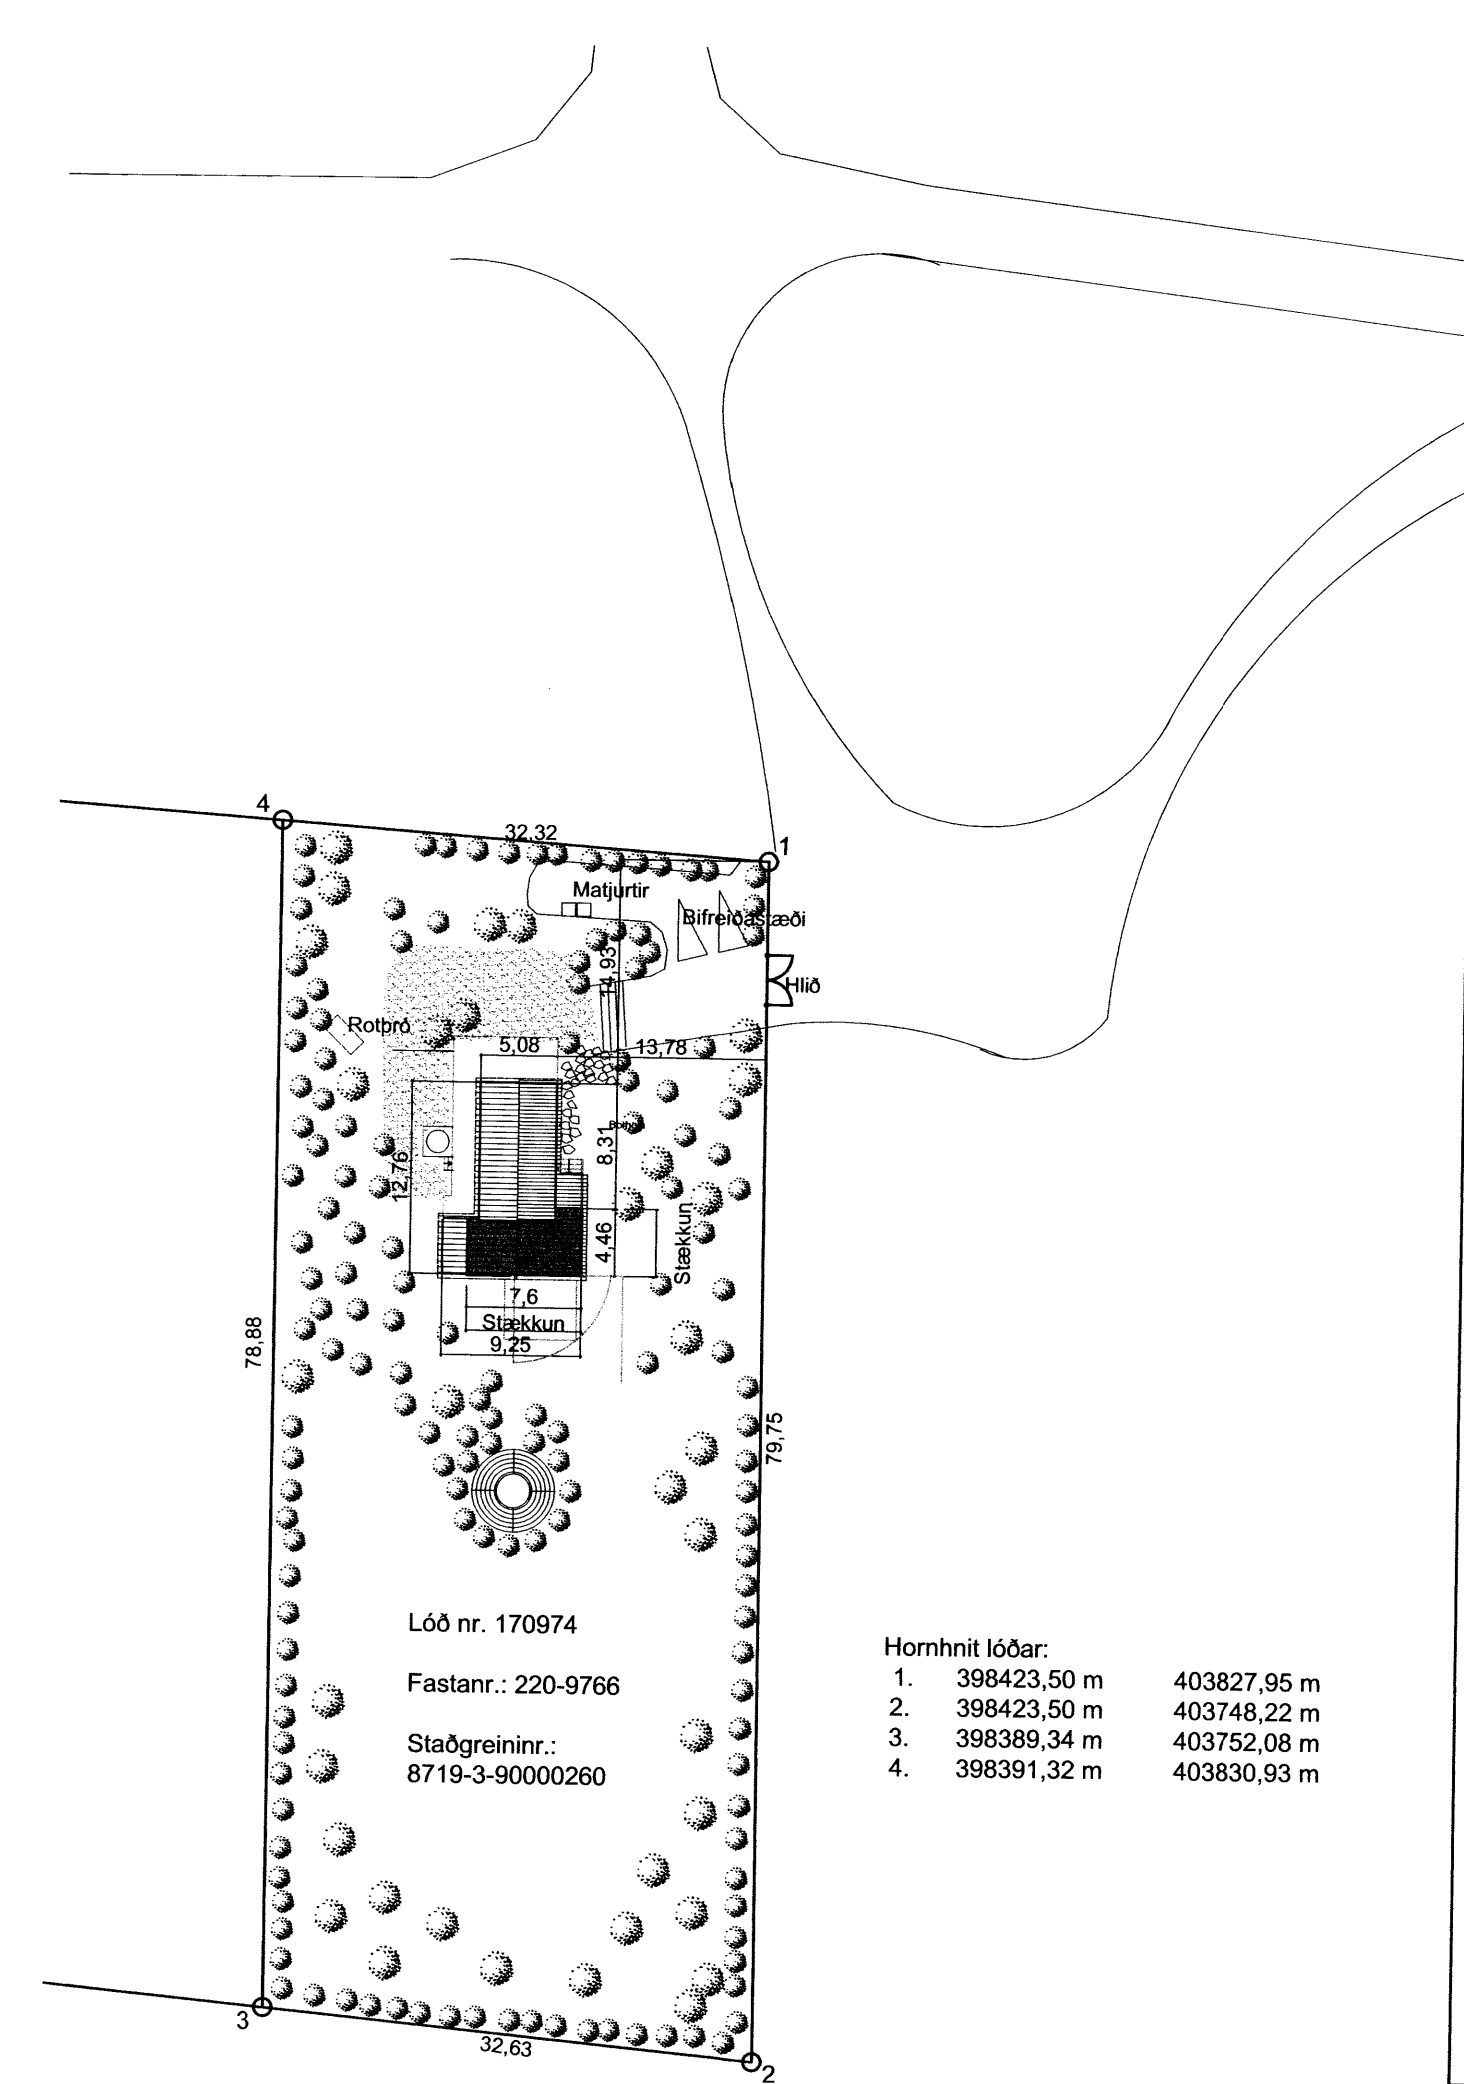 4
32,32
1
Matjurtir
Bifreiðastæði
14,93
Hlið
Rotþró
5,08
13,78
8,31
12,76
4,46
Stækkun
7,6
Stækkun
9,25
78,88
79,75
Lóð nr. 170974
Fastanr.: 220-9766
Staðgreininr.:
8719-3-90000260
Hornhnit lóðar:
1. 398423,50 m 403827,95 m
2. 398423,50 m 403748,22 m
3. 398389,34 m 403752,08 m
4. 398391,32 m 403830,93 m
3
32,63
2